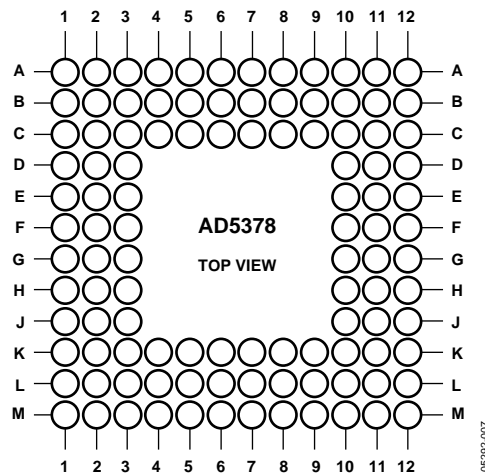 1 2 3 4 5 6 7 8 9 10 11 12
A A
B B
C C
D D
E E
F AD5378 F
G TOP VIEW G
H H
J J
K K
L L
M M
1 2 3 4 5 6 7 8 9 10 11 12
05292-007